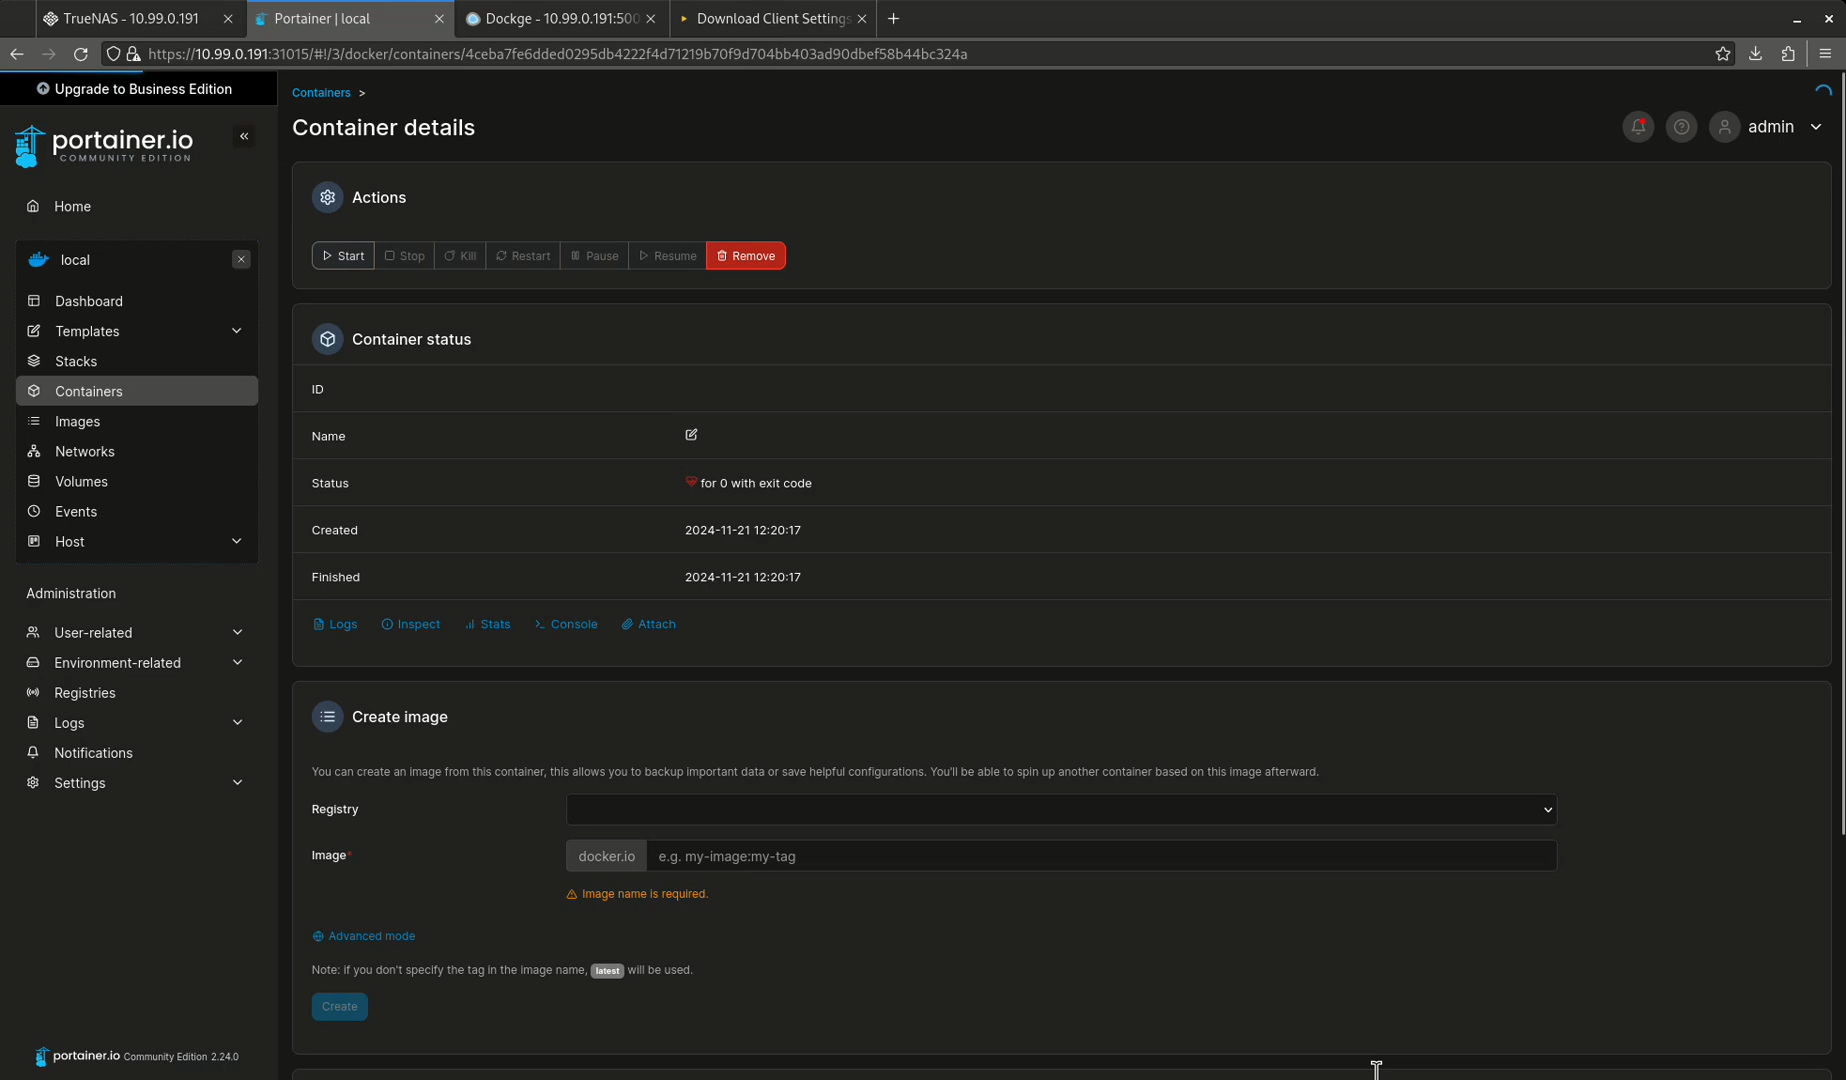 TrueNAS - 10.99.0.191
Portainer | local
Dockge - 10.99.0.191:500
Download Client Settings
https://10.99.0.191:31015/#!/3/docker/containers/4ceba7fe6dded0295db4222f4d71219b70f9d704bb403ad90dbef58b44bc324a
Upgrade to Business Edition
portainer.io
COMMUNITY EDITION
Home
local
Dashboard
Templates
Stacks
Containers
Images
Networks
Volumes
Events
Host
Administration
User-related
Environment-related
Registries
Logs
Notifications
Settings
portainer.io Community Edition 2.24.0
Containers >
Container details
admin
Actions
Start Stop Kill Restart Pause Resume Remove
Container status
ID
Name
Status for 0 with exit code
Created 2024-11-21 12:20:17
Finished 2024-11-21 12:20:17
Logs Inspect Stats Console Attach
Create image
You can create an image from this container, this allows you to backup important data or save helpful configurations. You'll be able to spin up another container based on this image afterward.
Registry
Image* docker.io e.g. my-image:my-tag
Image name is required.
Advanced mode
Note: if you don't specify the tag in the image name, latest will be used.
Create